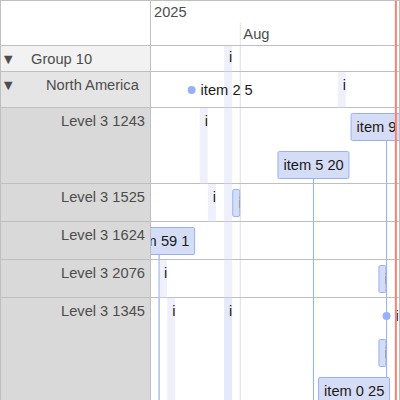 2025
Aug
▼ Group 10 i
▼ North America item 2 5 i
Level 3 1243 i item 9
item 5 20
Level 3 1525 i i
Level 3 1624 59 1
Level 3 2076 i i
Level 3 1345 i i i
i
item 0 25